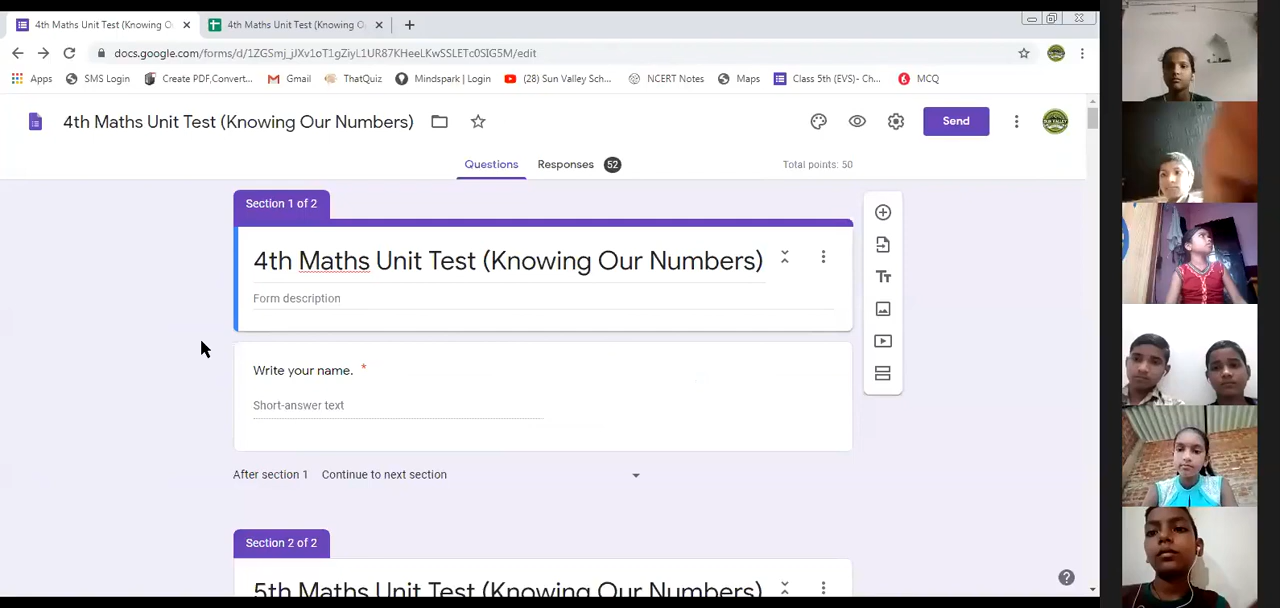 4th Maths Unit Test (Knowing O
4th Maths Unit Test (Knowing O
docs.google.com/forms/d/1ZGSmj_jJXv1oT1gZiyL1UR87KHeeLKwSSLETc0SIG5M/edit
Apps SMS Login Create PDF,Convert... Gmail ThatQuiz Mindspark | Login (28) Sun Valley Sch... NCERT Notes Maps Class 5th (EVS)- Ch... MCQ
4th Maths Unit Test (Knowing Our Numbers) Send
Questions Responses 52 Total points: 50
Section 1 of 2
4th Maths Unit Test (Knowing Our Numbers)
Form description
Write your name. *
Short-answer text
After section 1 Continue to next section
Section 2 of 2
5th Maths Unit Test (Knowing Our Numbers)